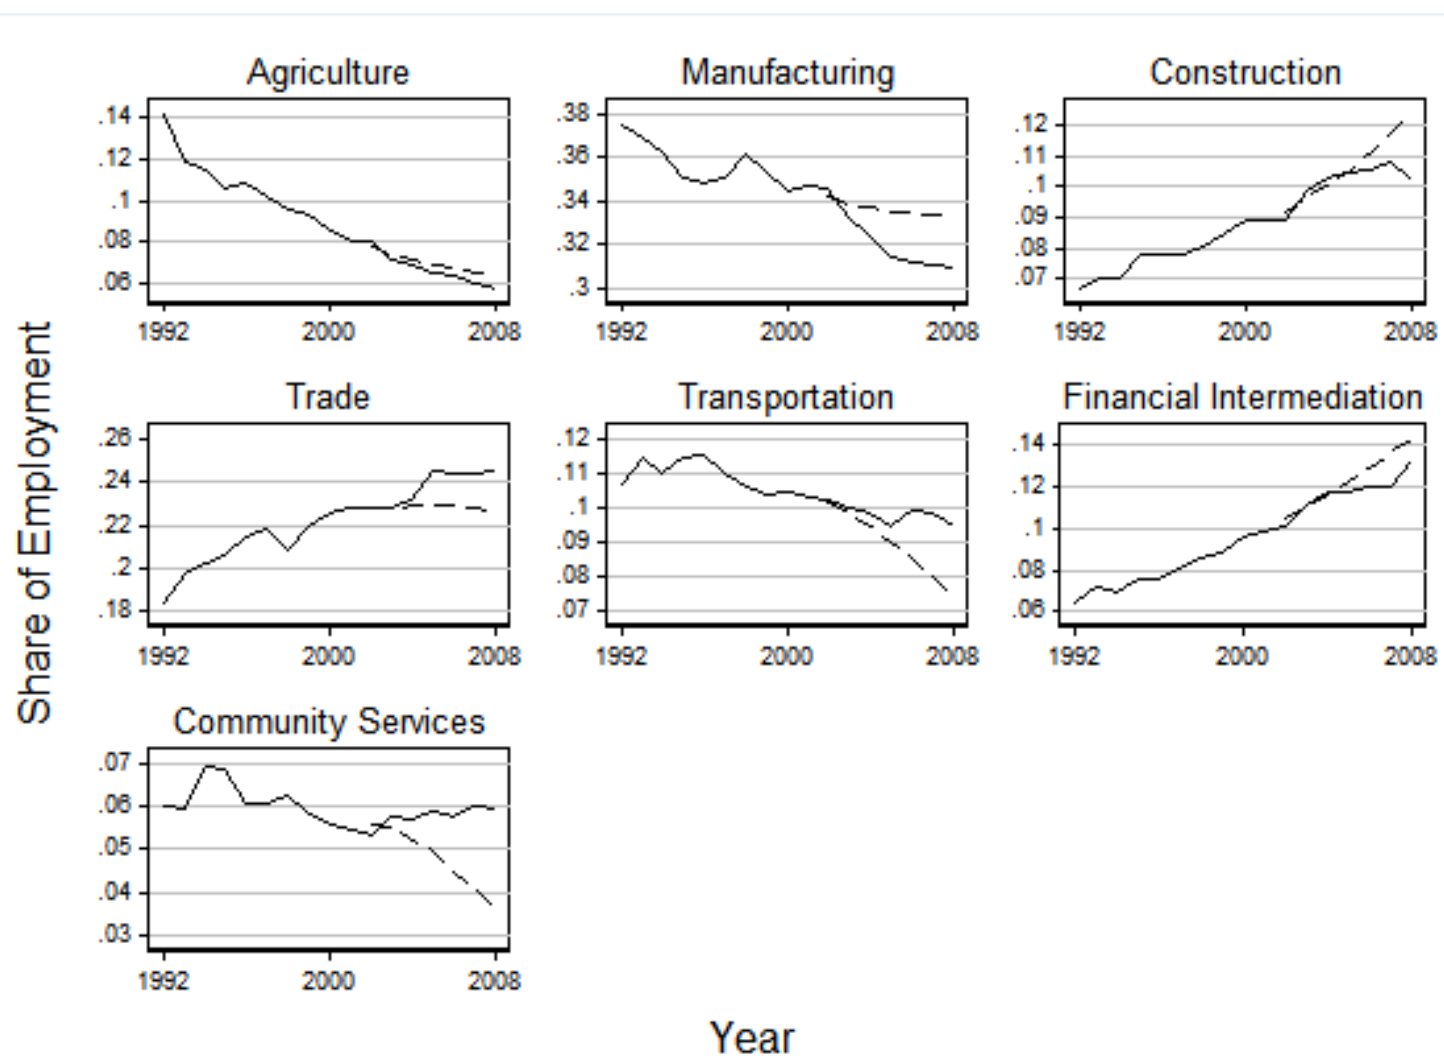 Agriculture
.14
.12
.1
.08
.06
1992 2000 2008
Manufacturing
.38
.36
.34
.32
.3
1992 2000 2008
Construction
.12
.11
.1
.09
.08
.07
1992 2000 2008
Trade
.26
.24
.22
.2
.18
1992 2000 2008
Transportation
.12
.11
.1
.09
.08
.07
1992 2000 2008
Financial Intermediation
.14
.12
.1
.08
.06
1992 2000 2008
Community Services
.07
.06
.05
.04
.03
1992 2000 2008
Share of Employment
Year